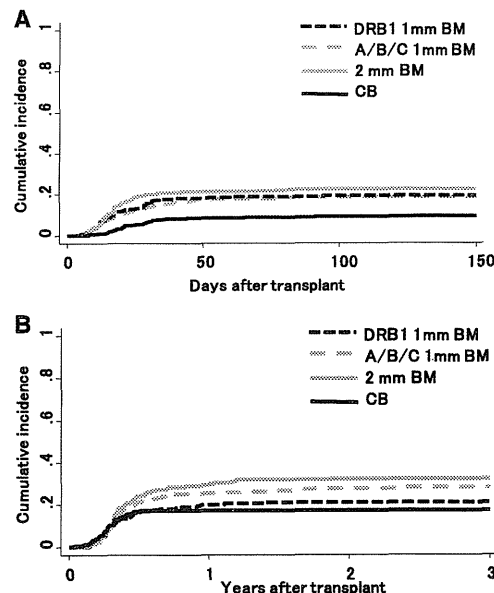 A
Cumulative incidence
1
.8
.6
.4
.2
0
DRB1 1mm BM
A/B/C 1mm BM
2 mm BM
CB
0 50 100 150
Days after transplant
B
Cumulative incidence
1
.8
.6
.4
.2
0
DRB1 1mm BM
A/B/C 1mm BM
2 mm BM
CB
0 1 2 3
Years after transplant